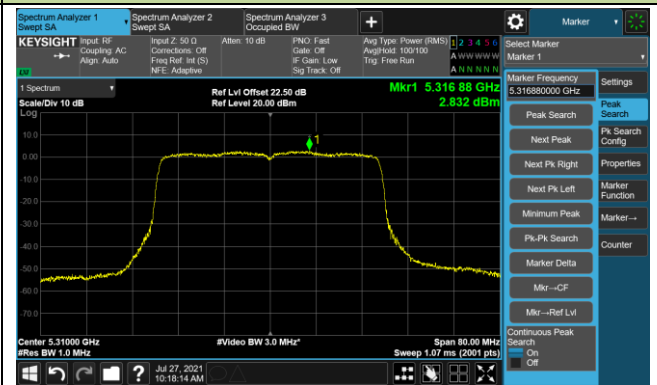 Spectrum Analyzer 1
Swept SA
Spectrum Analyzer 2
Swept SA
Spectrum Analyzer 3
Occupied BW
+
Marker
KEYSIGHT
Input: RF
Coupling: AC
Align: Auto
Input Z: 50 Ω
Corrections: Off
Freq Ref: Int (S)
NFE: Adaptive
Atten: 10 dB
PNO: Fast
Gate: Off
IF Gain: Low
Sig Track: Off
Avg Type: Power (RMS)
Avg|Hold: 100/100
Trig: Free Run
1 2 3 4 5 6
A W W W W W
A N N N N N
Select Marker
Marker 1
1 Spectrum
Scale/Div 10 dB
Log
Ref Lvl Offset 22.50 dB
Ref Level 20.00 dBm
Mkr1 5.316 88 GHz
2.832 dBm
1
10.0
0.00
-10.0
-20.0
-30.0
-40.0
-50.0
-60.0
-70.0
Center 5.31000 GHz
#Res BW 1.0 MHz
#Video BW 3.0 MHz*
Span 80.00 MHz
Sweep 1.07 ms (2001 pts)
Marker Frequency
5.316880000 GHz
Peak Search
Next Peak
Next Pk Right
Next Pk Left
Minimum Peak
Pk-Pk Search
Marker Delta
Mkr→CF
Mkr→Ref Lvl
Continuous Peak
Search
On
Off
Settings
Peak
Search
Pk Search
Config
Properties
Marker
Function
Marker→
Counter
?
Jul 27, 2021
10:18:14 AM